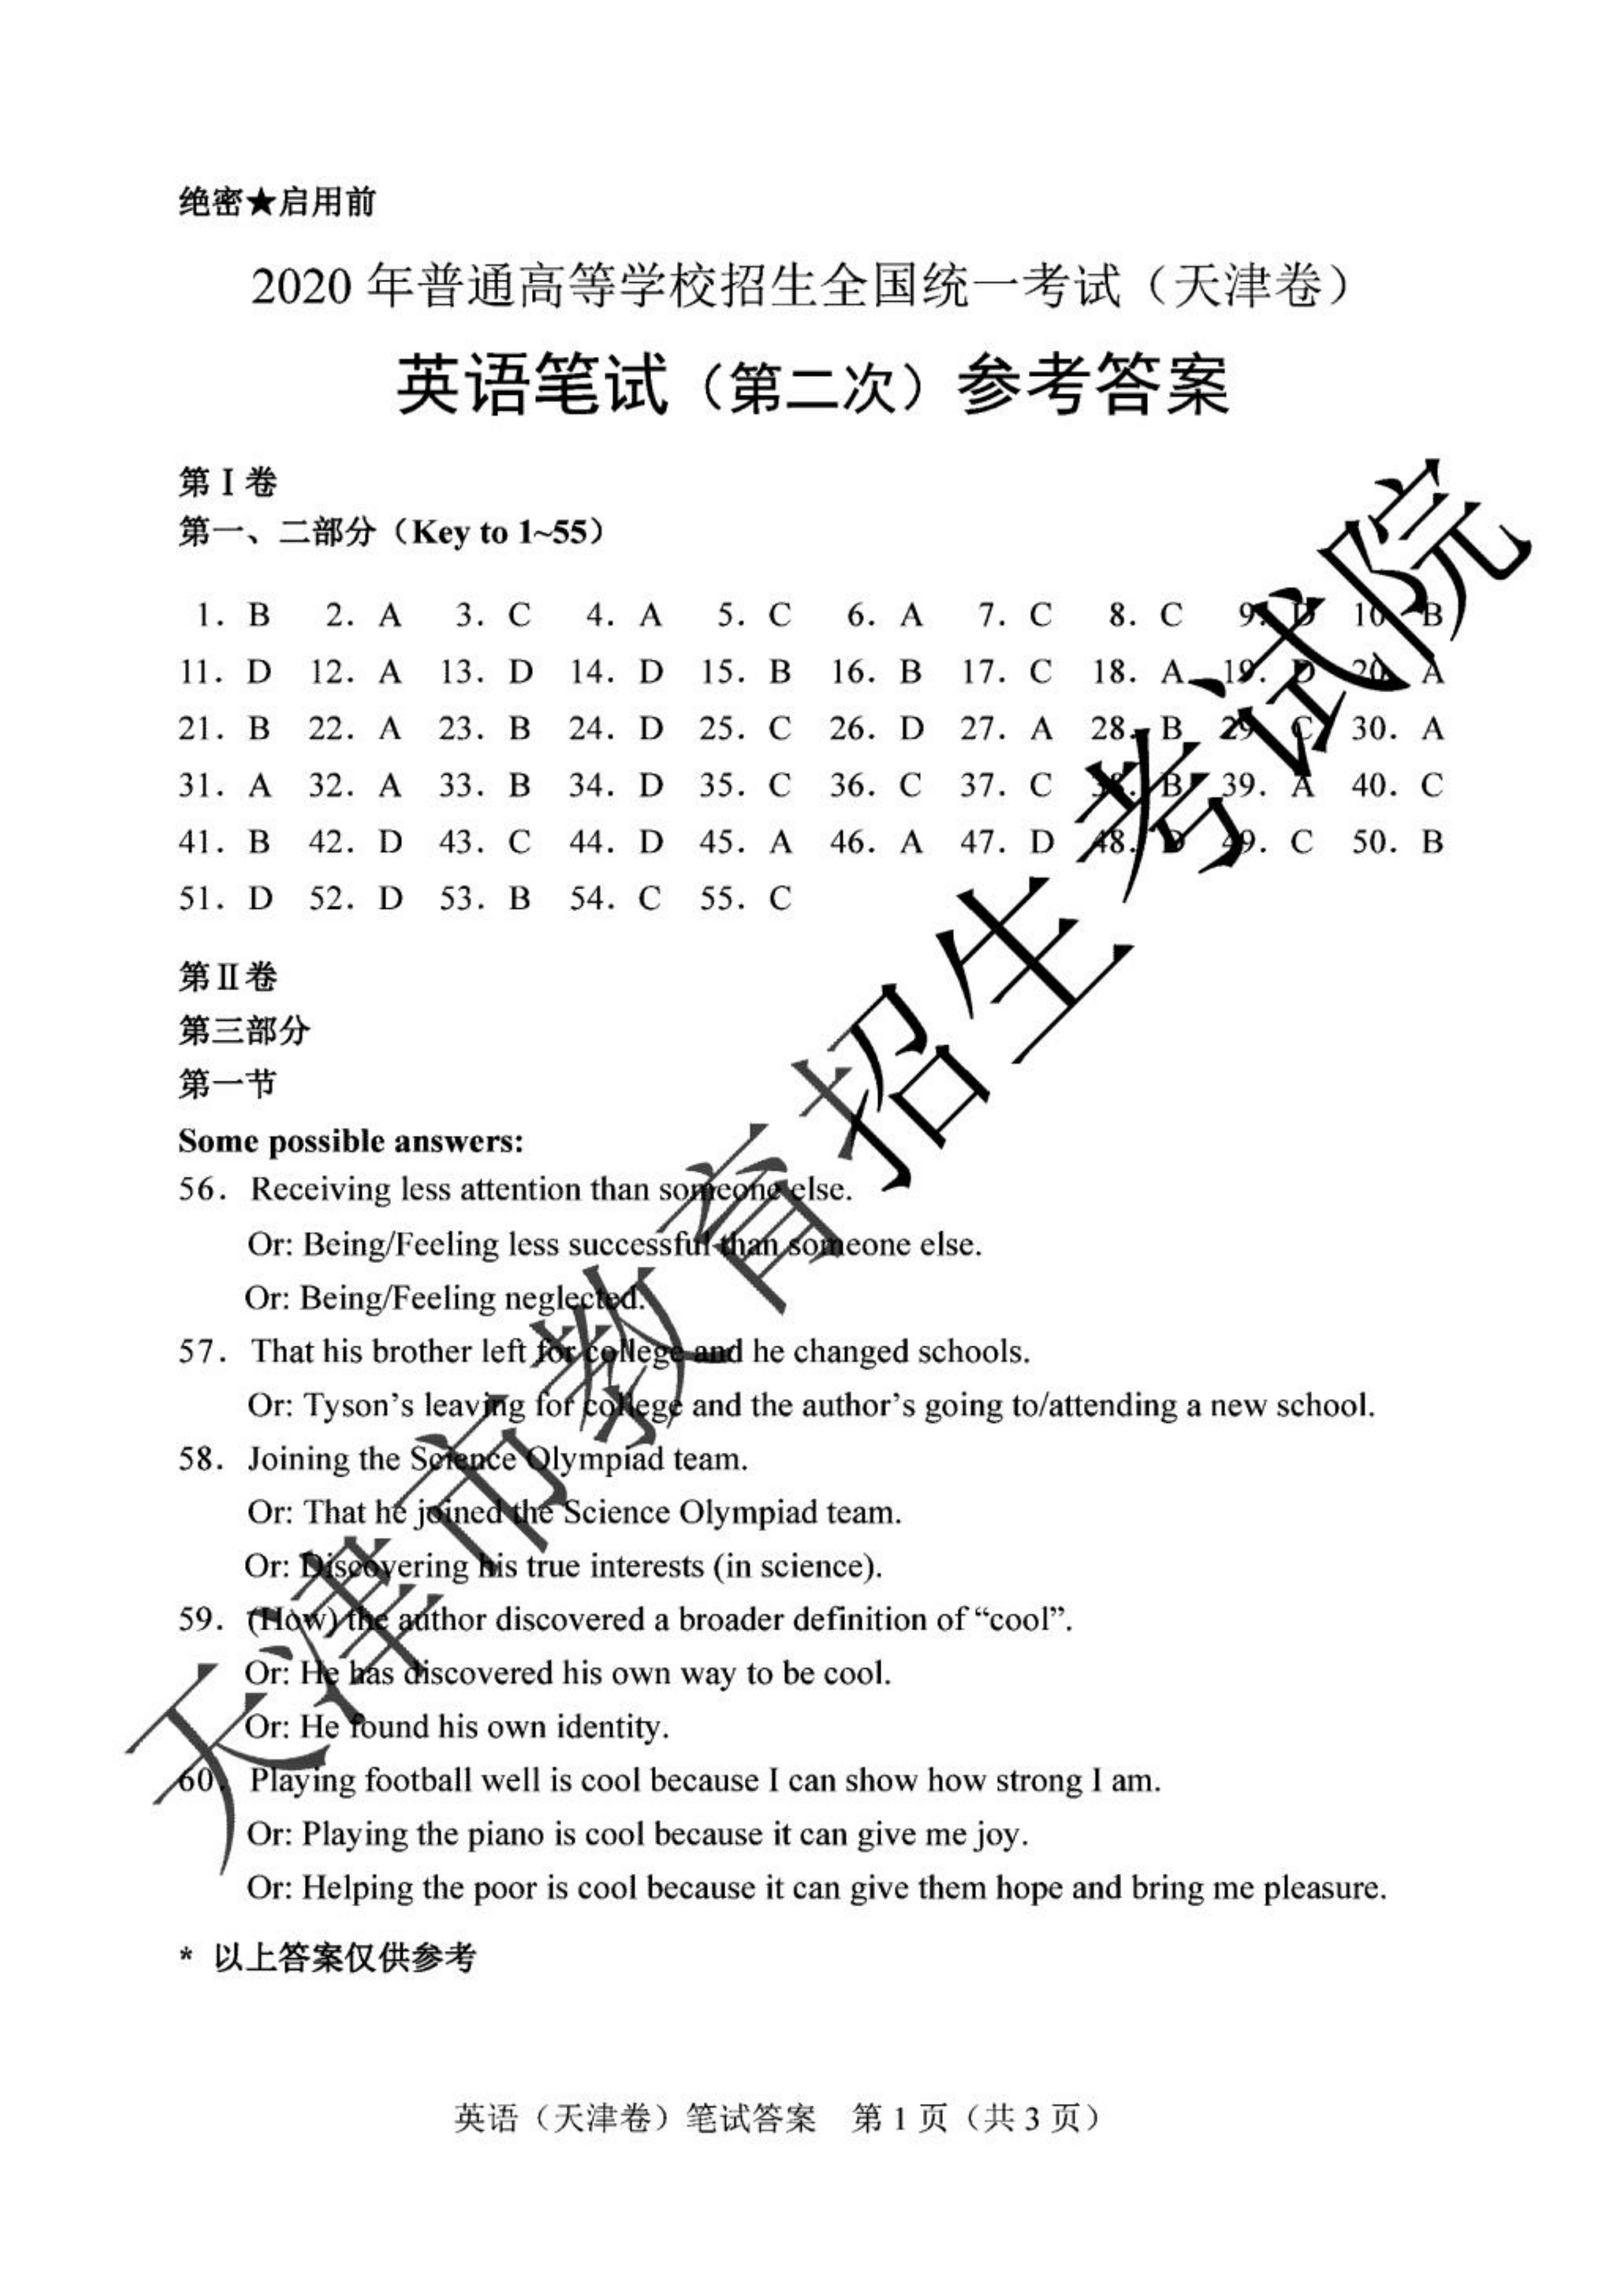 绝密★启用前
2020 年普通高等学校招生全国统一考试（天津卷）
英语笔试（第二次）参考答案
第 Ⅰ 卷
第一、二部分（Key to 1~55）
1. B 2. A 3. C 4. A 5. C 6. A 7. C 8. C 9. D 10. B
11. D 12. A 13. D 14. D 15. B 16. B 17. C 18. A 19. D 20. A
21. B 22. A 23. B 24. D 25. C 26. D 27. A 28. B 29. C 30. A
31. A 32. A 33. B 34. D 35. C 36. C 37. C 38. B 39. A 40. C
41. B 42. D 43. C 44. D 45. A 46. A 47. D 48. D 49. C 50. B
51. D 52. D 53. B 54. C 55. C
第 Ⅱ 卷
第三部分
第一节
Some possible answers:
56. Receiving less attention than someone else.
Or: Being/Feeling less successful than someone else.
Or: Being/Feeling neglected.
57. That his brother left for college and he changed schools.
Or: Tyson's leaving for college and the author's going to/attending a new school.
58. Joining the Science Olympiad team.
Or: That he joined the Science Olympiad team.
Or: Discovering his true interests (in science).
59. (How) the author discovered a broader definition of “cool”.
Or: He has discovered his own way to be cool.
Or: He found his own identity.
60. Playing football well is cool because I can show how strong I am.
Or: Playing the piano is cool because it can give me joy.
Or: Helping the poor is cool because it can give them hope and bring me pleasure.
* 以上答案仅供参考
英语（天津卷）笔试答案 第 1 页（共 3 页）
天津市教育招生考试院